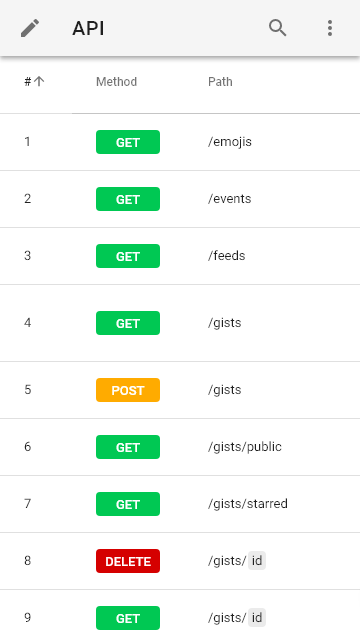 API
# Method Path
1 GET /emojis
2 GET /events
3 GET /feeds
4 GET /gists
5 POST /gists
6 GET /gists/public
7 GET /gists/starred
8 DELETE /gists/ id
9 GET /gists/ id